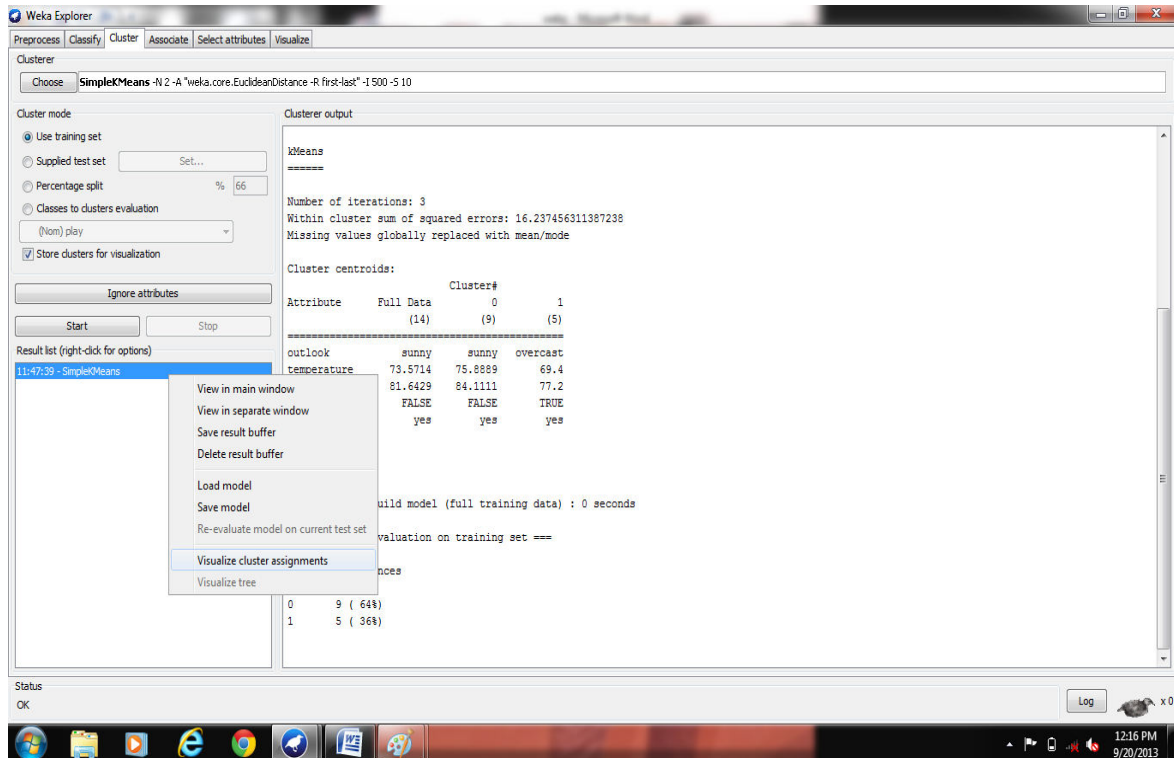 Weka Explorer
Preprocess Classify Cluster Associate Select attributes Visualize
Clusterer
Choose SimpleKMeans -N 2 -A "weka.core.EuclideanDistance -R first-last" -I 500 -S 10
Cluster mode
Use training set
Supplied test set Set...
Percentage split % 66
Classes to clusters evaluation
(Nom) play
Store clusters for visualization
Ignore attributes
Start Stop
Result list (right-click for options)
11:47:39 - SimpleKMeans
View in main window
View in separate window
Save result buffer
Delete result buffer
Load model
Save model
Re-evaluate model on current test set
Visualize cluster assignments
Visualize tree
Clusterer output
kMeans
======
Number of iterations: 3
Within cluster sum of squared errors: 16.237456311387238
Missing values globally replaced with mean/mode
Cluster centroids:
Cluster#
Attribute Full Data 0 1
(14) (9) (5)
outlook sunny sunny overcast
temperature 73.5714 75.8889 69.4
81.6429 84.1111 77.2
FALSE FALSE TRUE
yes yes yes
uild model (full training data) : 0 seconds
valuation on training set ===
nces
0 9 ( 64%)
1 5 ( 36%)
Status
OK
Log
x 0
12:16 PM
9/20/2013